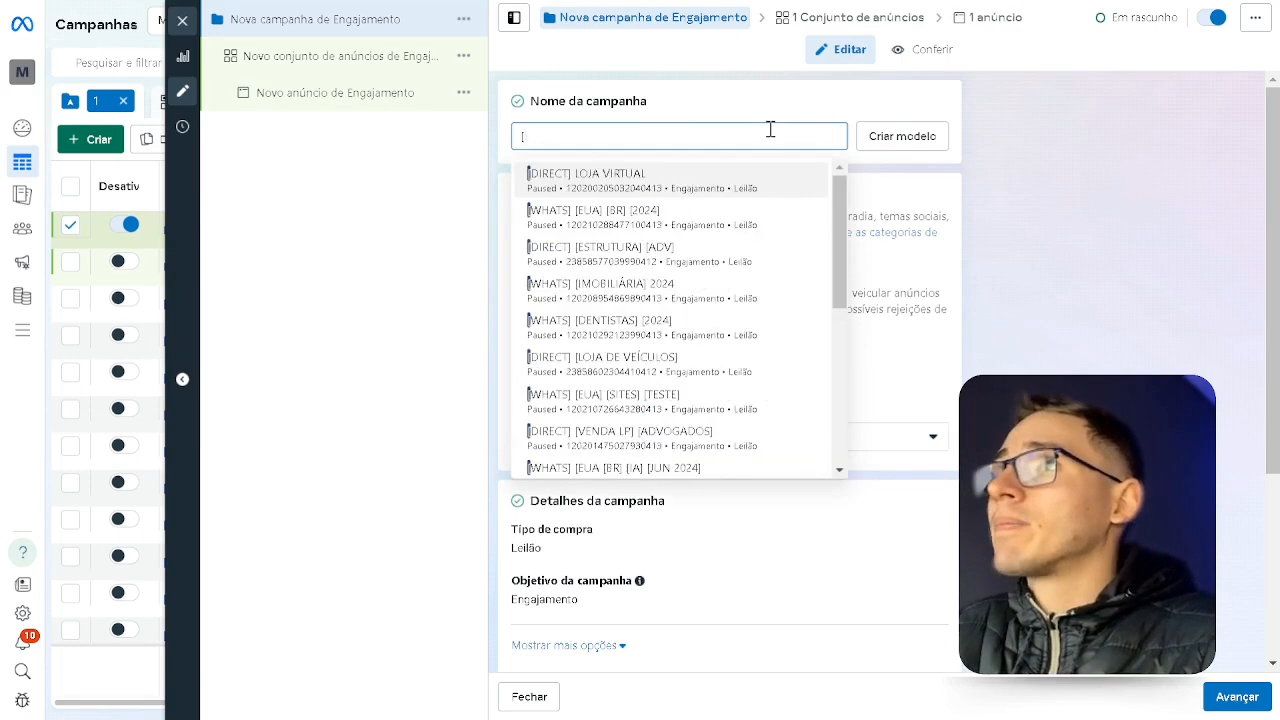 Campanhas
M
M
Pesquisar e filtrar
1
+ Criar
Desativ
10
?
Nova campanha de Engajamento
Novo conjunto de anúncios de Engaj...
Novo anúncio de Engajamento
Nova campanha de Engajamento > 1 Conjunto de anúncios > 1 anúncio
Em rascunho
Editar
Conferir
Nome da campanha
[
Criar modelo
[DIRECT] LOJA VIRTUAL
Paused • 120200205032040413 • Engajamento • Leilão
[WHATS] [EUA] [BR] [2024]
Paused • 120210288477100413 • Engajamento • Leilão
[DIRECT] [ESTRUTURA] [ADV]
Paused • 23858577039990412 • Engajamento • Leilão
[WHATS] [IMOBILIÁRIA] 2024
Paused • 120208954869890413 • Engajamento • Leilão
[WHATS] [DENTISTAS] [2024]
Paused • 120210292123990413 • Engajamento • Leilão
[DIRECT] [LOJA DE VEÍCULOS]
Paused • 23858602304410412 • Engajamento • Leilão
[WHATS] [EUA] [SITES] [TESTE]
Paused • 120210726643280413 • Engajamento • Leilão
[DIRECT] [VENDA LP] [ADVOGADOS]
Paused • 120201475027930413 • Engajamento • Leilão
[WHATS] [EUA [BR] [IA] [JUN 2024]
radia, temas sociais,
e as categorias de
veicular anúncios
ossíveis rejeições de
Detalhes da campanha
Tipo de compra
Leilão
Objetivo da campanha
Engajamento
Mostrar mais opções
Fechar
Avançar